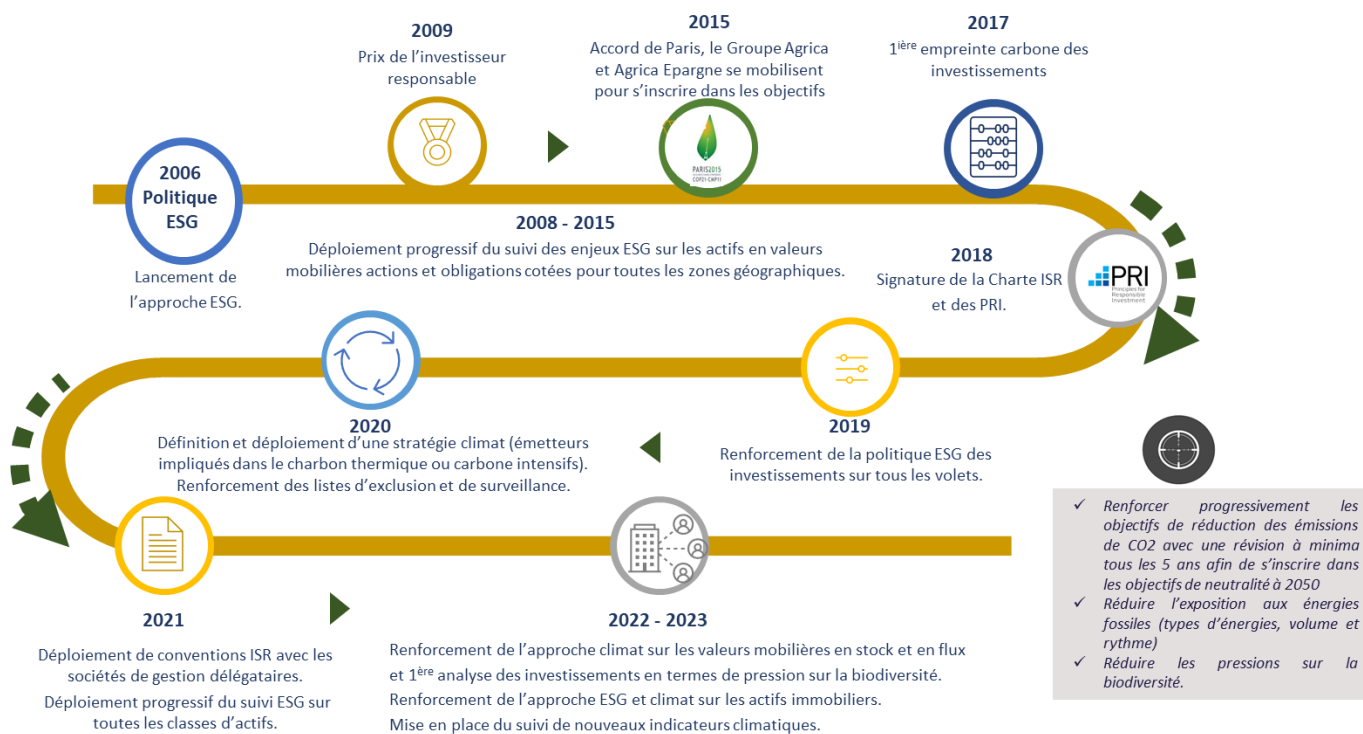 2006
Politique
ESG
Lancement de
l'approche ESG.
2009
Prix de l'investisseur
responsable
2015
Accord de Paris, le Groupe Agrica
et Agrica Epargne se mobilisent
pour s'inscrire dans les objectifs
PARIS2015
COP21·CMP11
2017
1ière empreinte carbone des
investissements
2008 - 2015
Déploiement progressif du suivi des enjeux ESG sur les actifs en valeurs
mobilières actions et obligations cotées pour toutes les zones géographiques.
2018
Signature de la Charte ISR
et des PRI.
PRI
Principles for
Responsible
Investment
2019
Renforcement de la politique ESG des
investissements sur tous les volets.
2020
Définition et déploiement d'une stratégie climat (émetteurs
impliqués dans le charbon thermique ou carbone intensifs).
Renforcement des listes d'exclusion et de surveillance.
2021
Déploiement de conventions ISR avec les
sociétés de gestion délégataires.
Déploiement progressif du suivi ESG sur
toutes les classes d'actifs.
2022 - 2023
Renforcement de l'approche climat sur les valeurs mobilières en stock et en flux
et 1ère analyse des investissements en termes de pression sur la biodiversité.
Renforcement de l'approche ESG et climat sur les actifs immobiliers.
Mise en place du suivi de nouveaux indicateurs climatiques.
✓ Renforcer progressivement les
objectifs de réduction des émissions
de CO2 avec une révision à minima
tous les 5 ans afin de s'inscrire dans
les objectifs de neutralité à 2050
✓ Réduire l'exposition aux énergies
fossiles (types d'énergies, volume et
rythme)
✓ Réduire les pressions sur la
biodiversité.